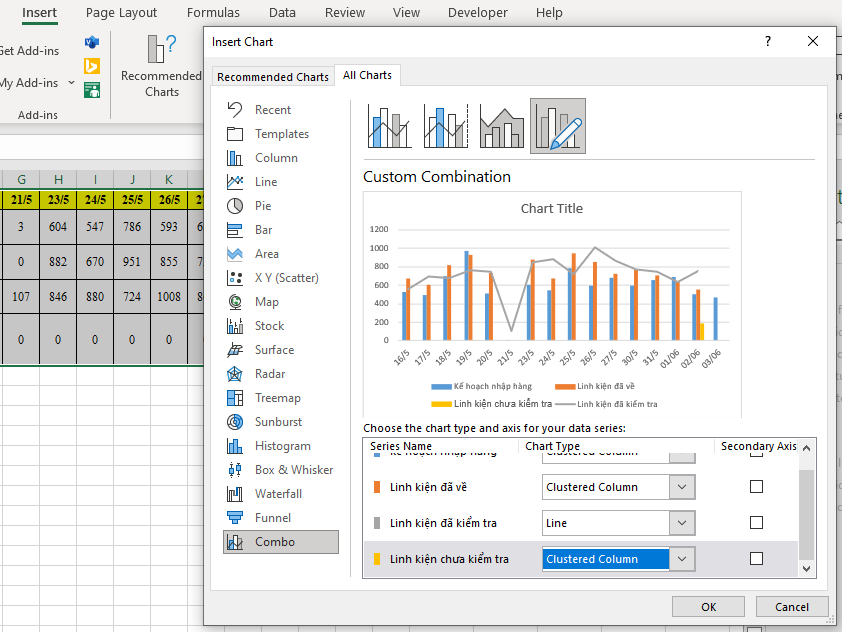 Insert Page Layout Formulas Data Review View Developer Help
Get Add-ins
My Add-ins
Add-ins
Recommended
Charts
G H I J K
21/5 23/5 24/5 25/5 26/5
3 604 547 786 593
0 882 670 951 855
107 846 880 724 1008
0 0 0 0 0
Insert Chart
?
Recommended Charts All Charts
Recent
Templates
Column
Line
Pie
Bar
Area
X Y (Scatter)
Map
Stock
Surface
Radar
Treemap
Sunburst
Histogram
Box & Whisker
Waterfall
Funnel
Combo
Custom Combination
Chart Title
1200
1000
800
600
400
200
0
16/5 17/5 18/5 19/5 20/5 21/5 23/5 24/5 25/5 26/5 27/5 30/5 31/5 01/06 02/06 03/06
Kế hoạch nhập hàng Linh kiện đã về
Linh kiện chưa kiểm tra Linh kiện đã kiểm tra
Choose the chart type and axis for your data series:
Series Name Chart Type Secondary Axis
Kế hoạch nhập hàng Clustered Column
Linh kiện đã về Clustered Column
Linh kiện đã kiểm tra Line
Linh kiện chưa kiểm tra Clustered Column
OK Cancel